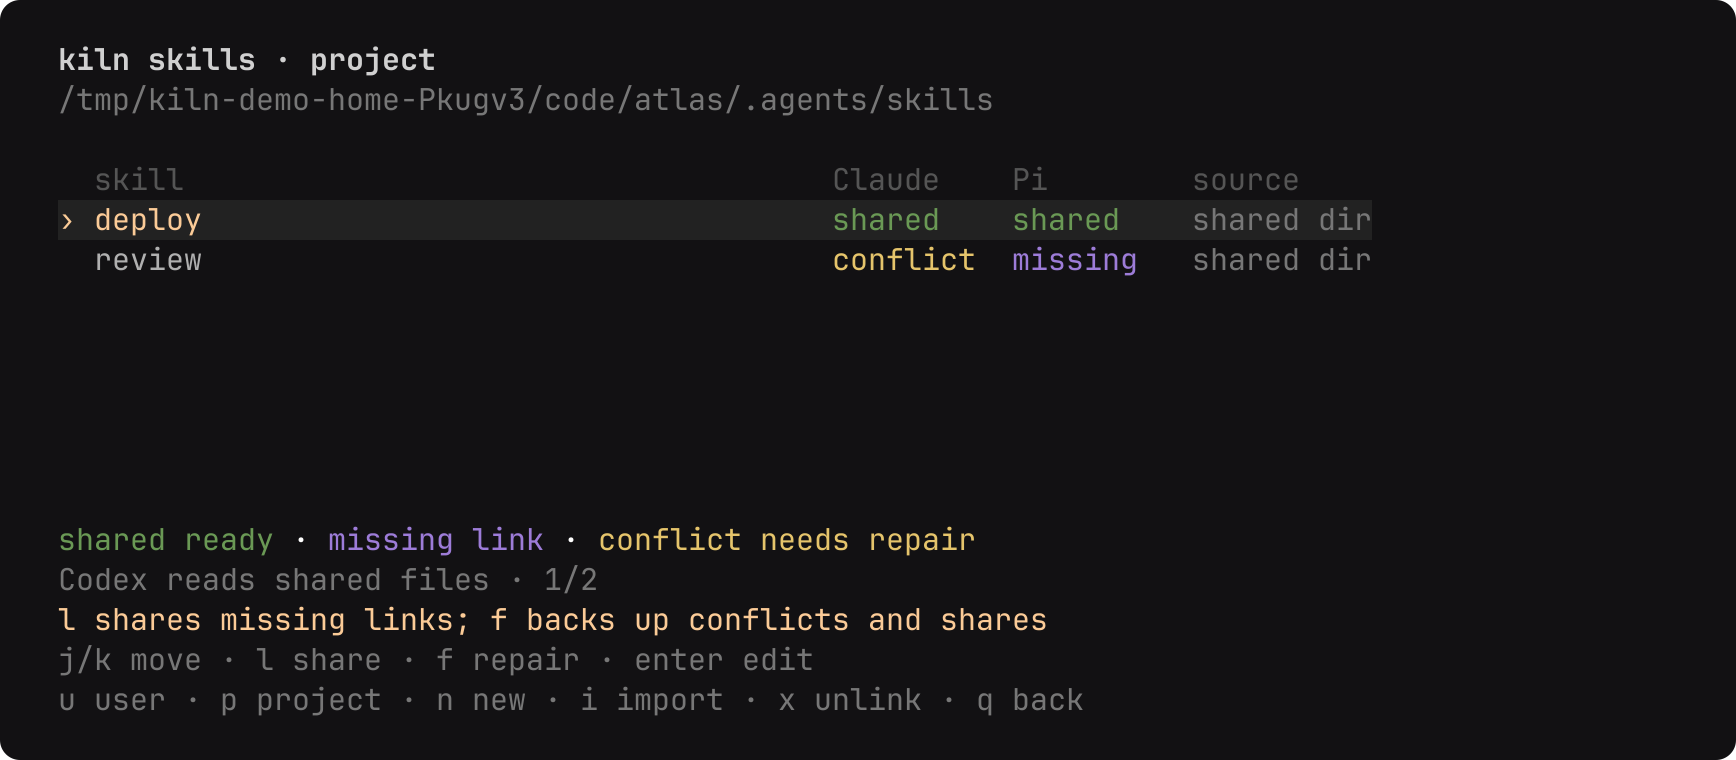 kiln skills · project
/tmp/kiln-demo-home-Pkugv3/code/atlas/.agents/skills
skill Claude Pi source
› deploy shared shared shared dir
review conflict missing shared dir
shared ready · missing link · conflict needs repair
Codex reads shared files · 1/2
l shares missing links; f backs up conflicts and shares
j/k move · l share · f repair · enter edit
u user · p project · n new · i import · x unlink · q back